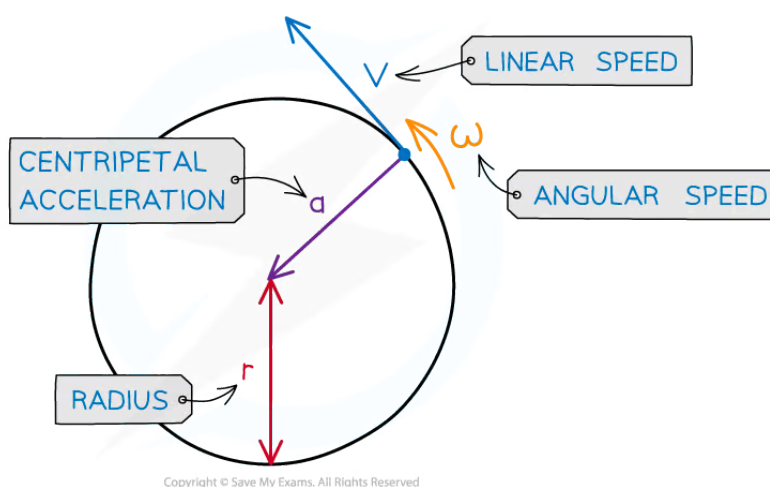 V
LINEAR SPEED
ω
CENTRIPETAL
ACCELERATION
a
ANGULAR SPEED
r
RADIUS
Copyright © Save My Exams. All Rights Reserved